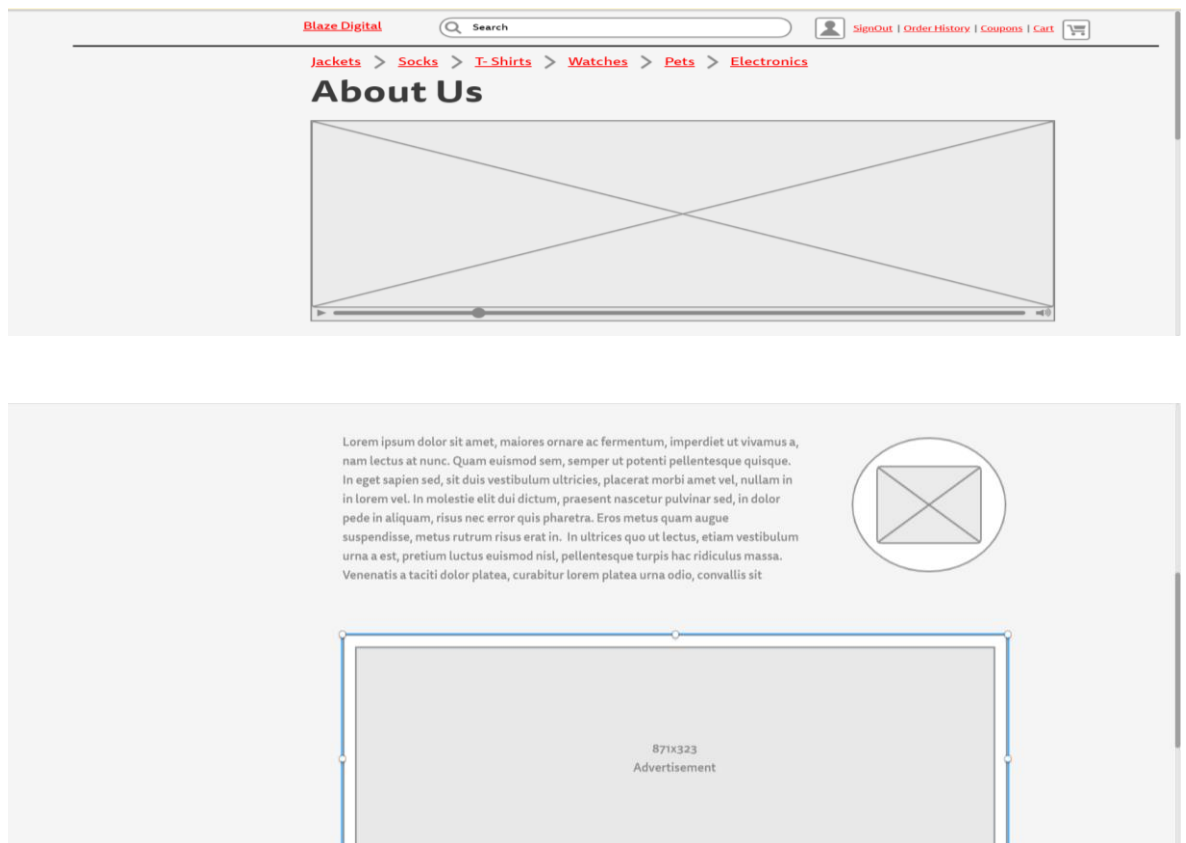 Blaze Digital Search SignOut | Order History | Coupons | Cart
Jackets Socks T- Shirts Watches Pets Electronics
About Us
Lorem ipsum dolor sit amet, maiores ornare ac fermentum, imperdiet ut vivamus a,
nam lectus at nunc. Quam euismod sem, semper ut potenti pellentesque quisque.
In eget sapien sed, sit duis vestibulum ultricies, placerat morbi amet vel, nullam in
in lorem vel. In molestie elit dui dictum, praesent nascetur pulvinar sed, in dolor
pede in aliquam, risus nec error quis pharetra. Eros metus quam augue
suspendisse, metus rutrum risus erat in.  In ultrices quo ut lectus, etiam vestibulum
urna a est, pretium luctus euismod nisl, pellentesque turpis hac ridiculus massa.
Venenatis a taciti dolor platea, curabitur lorem platea urna odio, convallis sit
871x323
Advertisement